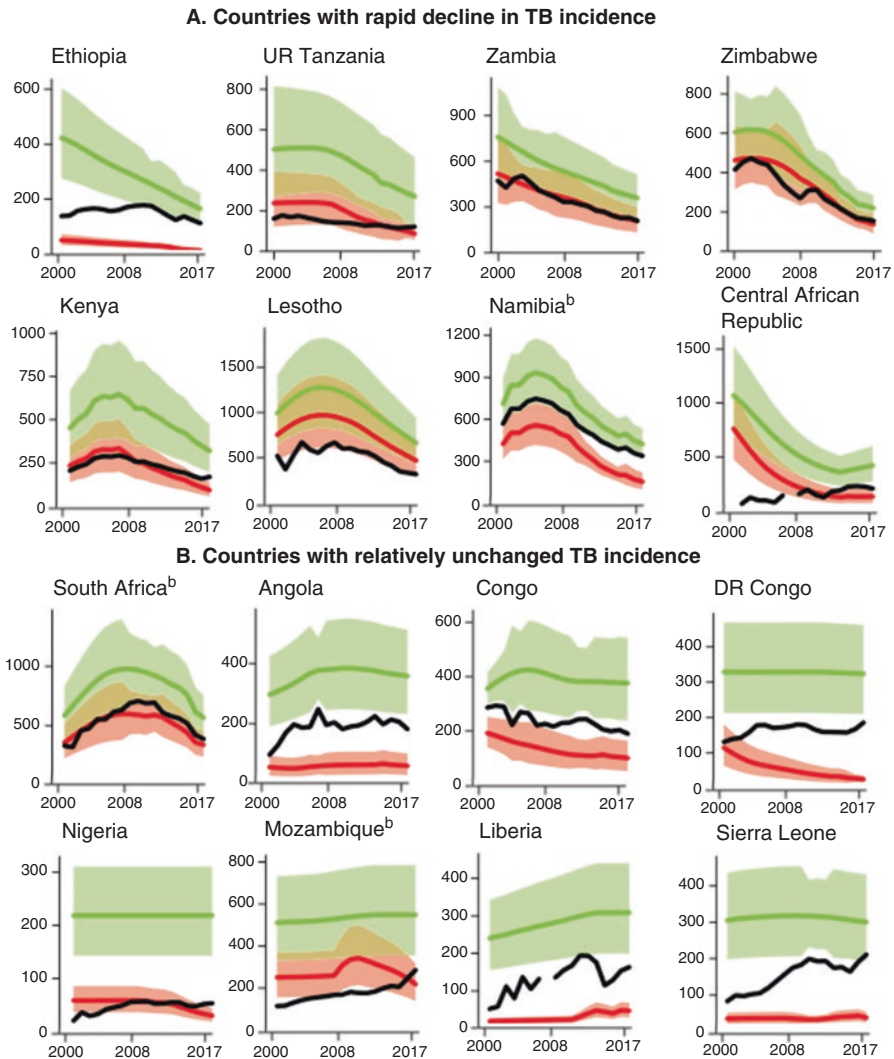 A. Countries with rapid decline in TB incidence
Ethiopia
UR Tanzania
Zambia
Zimbabwe
600
400
200
0
2000 2008 2017
800
600
400
200
0
2000 2008 2017
900
600
300
0
2000 2008 2017
800
600
400
200
0
2000 2008 2017
Kenya
Lesotho
Namibiaᵇ
Central African
Republic
1000
750
500
250
0
2000 2008 2017
1500
1000
500
0
2000 2008 2017
1200
900
600
300
0
2000 2008 2017
1500
1000
500
0
2000 2008 2017
B. Countries with relatively unchanged TB incidence
South Africaᵇ
Angola
Congo
DR Congo
1000
500
0
2000 2008 2017
400
200
0
2000 2008 2017
600
400
200
0
2000 2008 2017
400
300
200
100
0
2000 2008 2017
Nigeria
Mozambiqueᵇ
Liberia
Sierra Leone
300
200
100
0
2000 2008 2017
800
600
400
200
0
2000 2008 2017
400
300
200
100
0
2000 2008 2017
400
300
200
100
0
2000 2008 2017